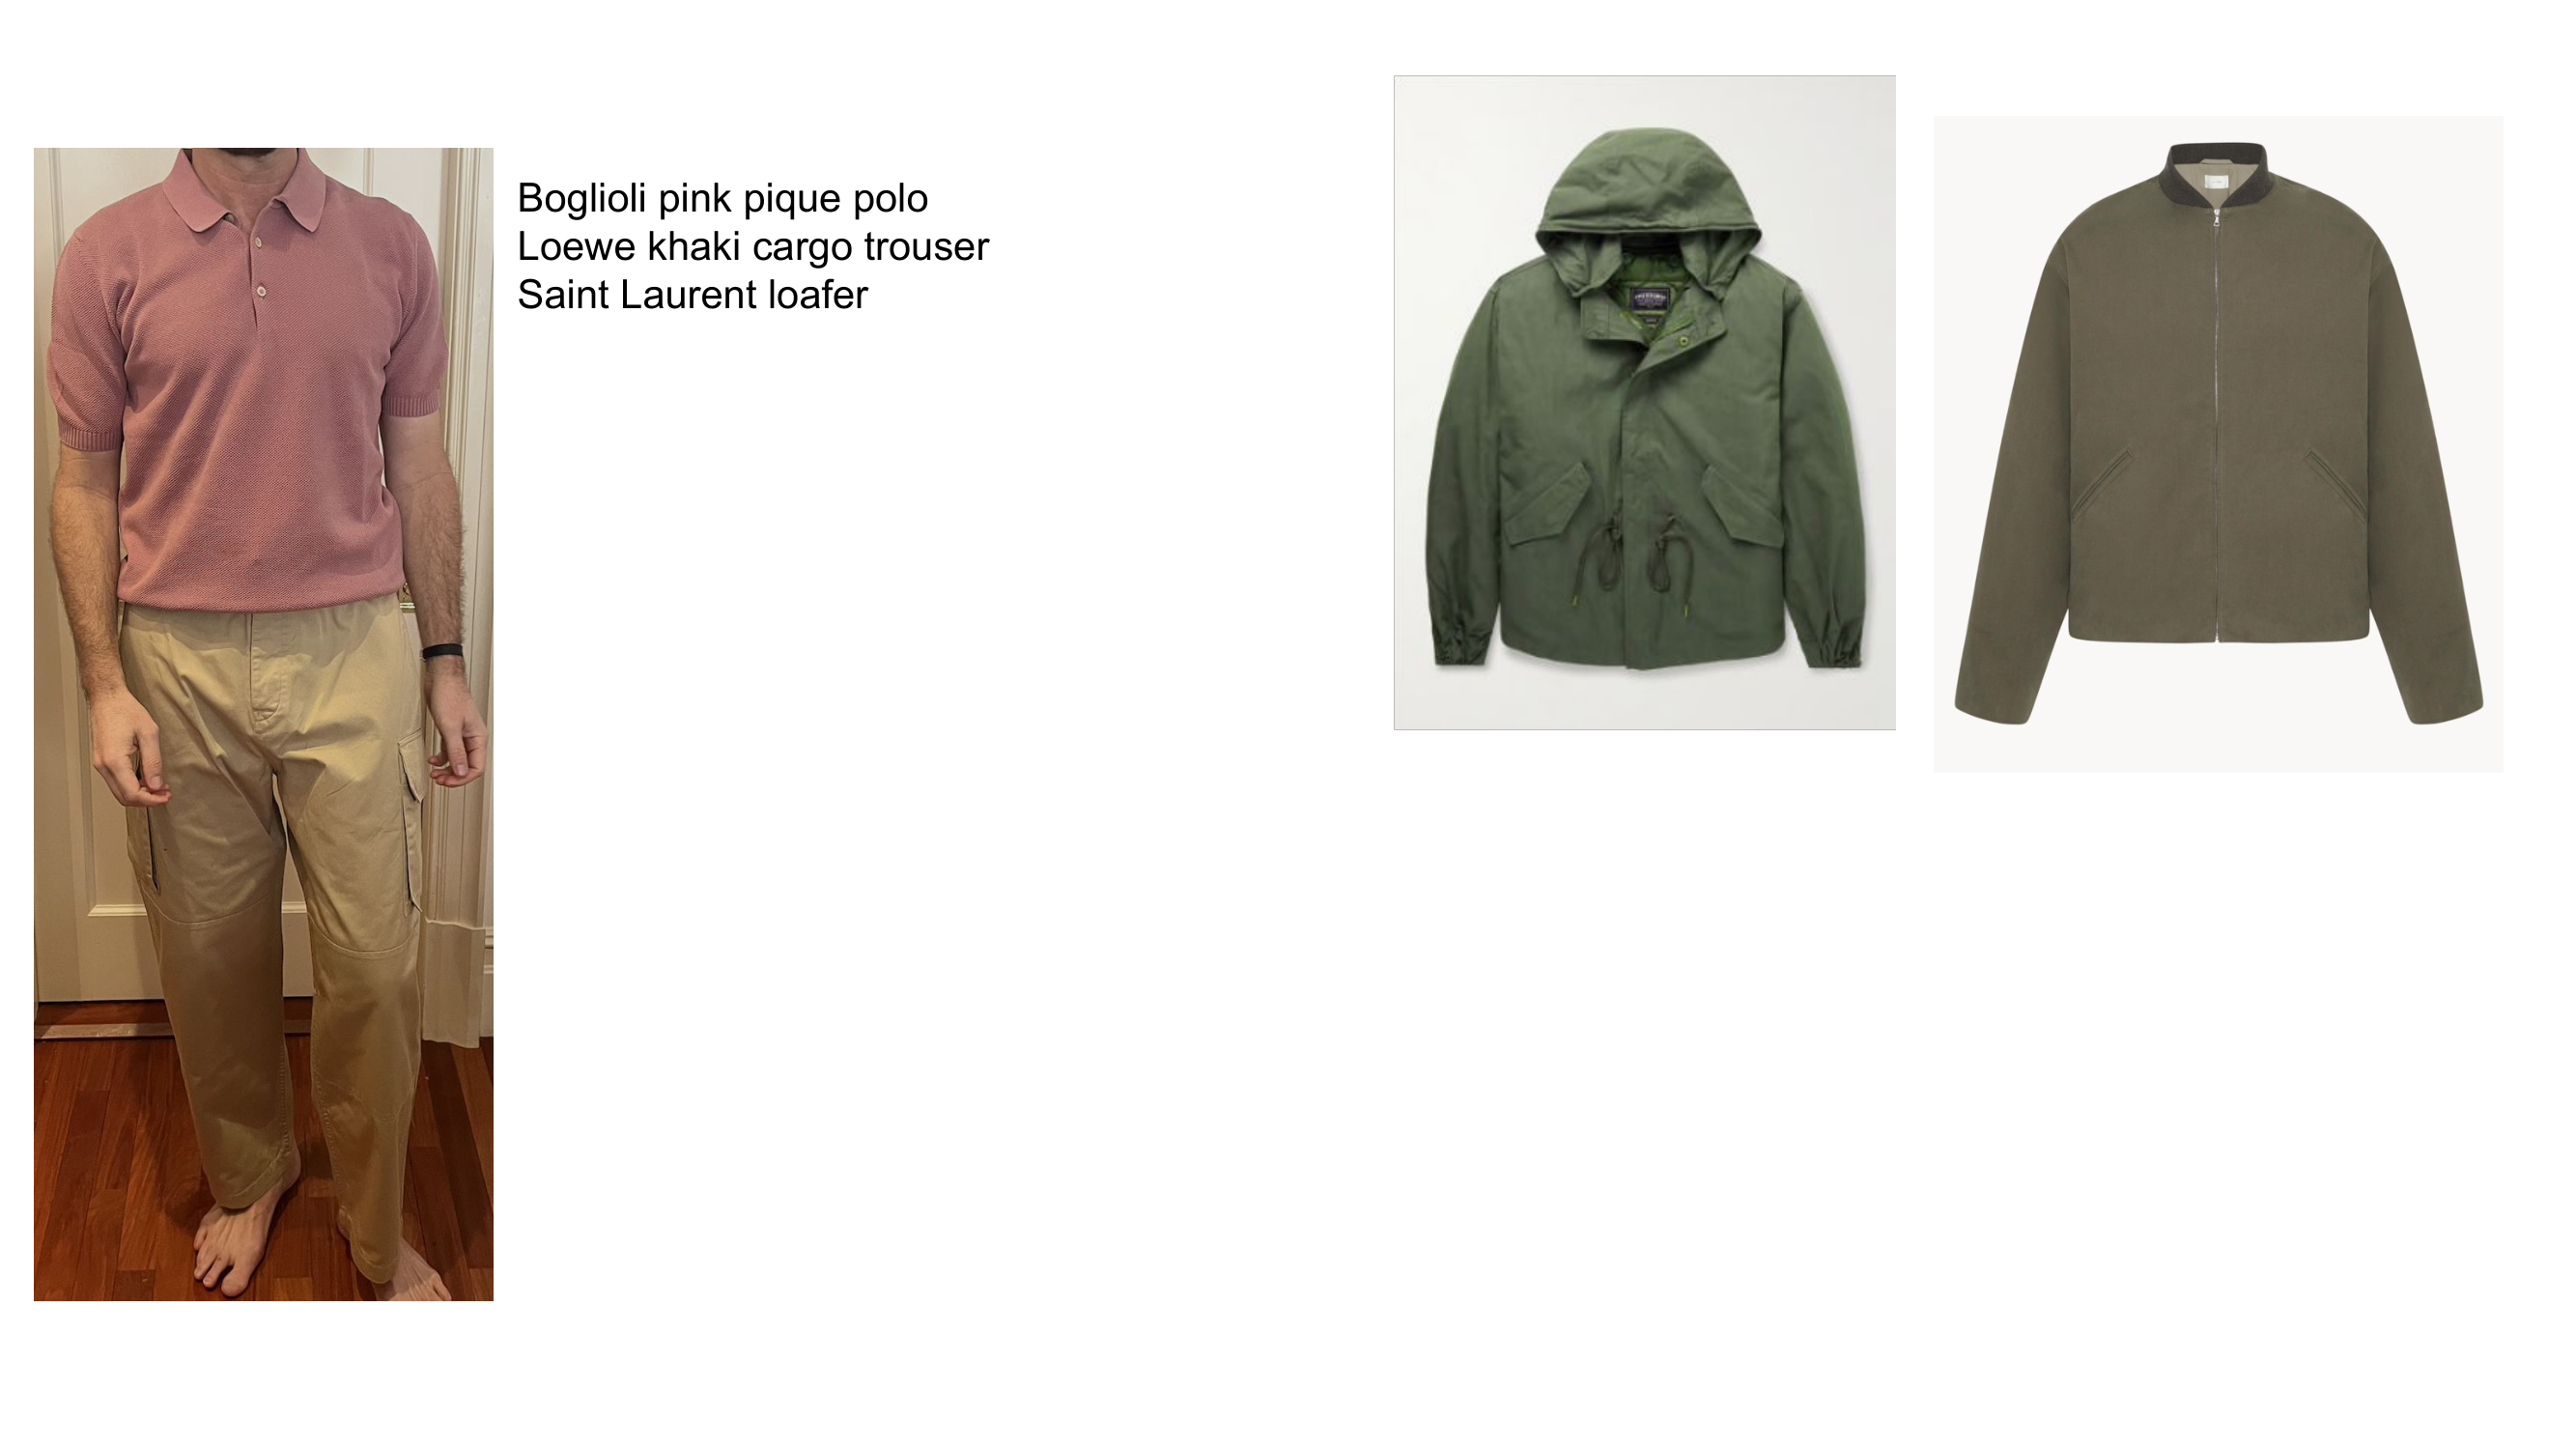 Boglioli pink pique polo
Loewe khaki cargo trouser
Saint Laurent loafer